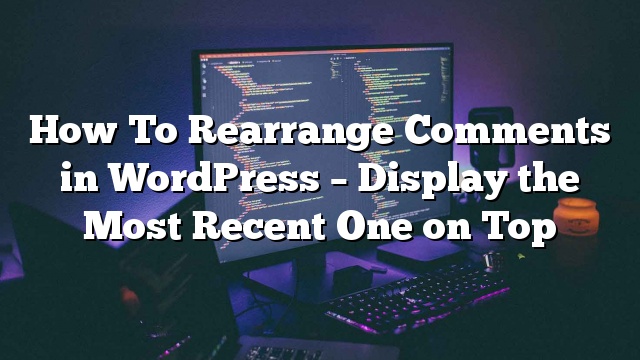 How To Rearrange Comments
in WordPress – Display the
Most Recent One on Top